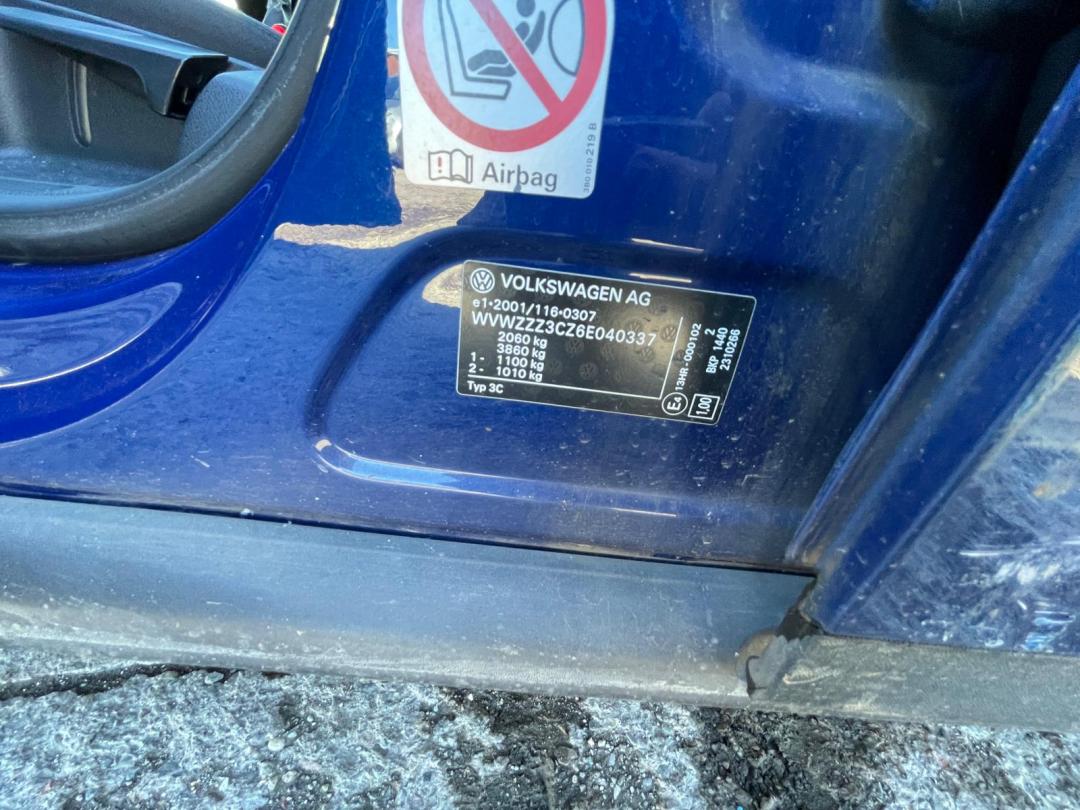 Airbag
3B0 010 219 B
VOLKSWAGEN AG
e1*2001/116*0307
WVWZZZ3CZ6E040337
2060 kg
3860 kg
1- 1100 kg
2- 1010 kg
Typ 3C
E4
13HR-000102
1.00
2
BKP 1440
2310266